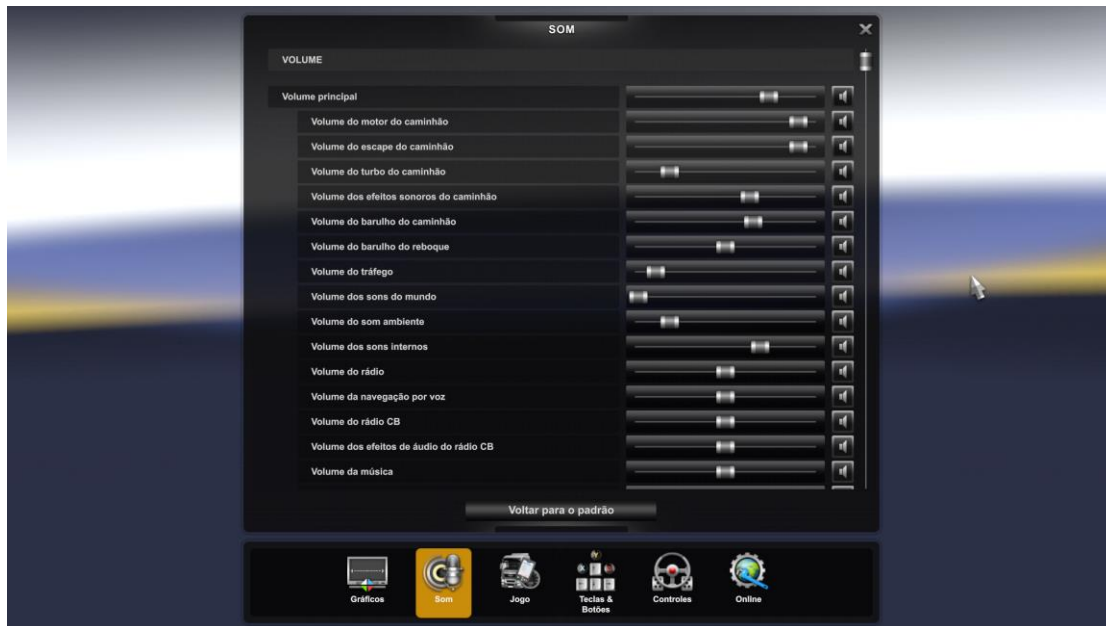 SOM
VOLUME
Volume principal
Volume do motor do caminhão
Volume do escape do caminhão
Volume do turbo do caminhão
Volume dos efeitos sonoros do caminhão
Volume do barulho do caminhão
Volume do barulho do reboque
Volume do tráfego
Volume dos sons do mundo
Volume do som ambiente
Volume dos sons internos
Volume do rádio
Volume da navegação por voz
Volume do rádio CB
Volume dos efeitos de áudio do rádio CB
Volume da música
Voltar para o padrão
Gráficos
Som
Jogo
Teclas &
Botões
Controles
Online